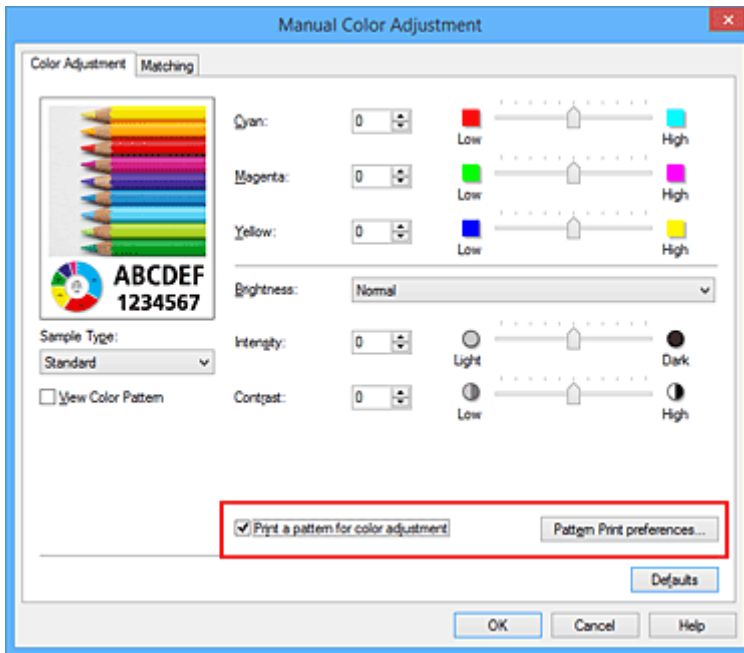 Manual Color Adjustment
Color Adjustment Matching
Cyan: 0 Low High
Magenta: 0 Low High
Yellow: 0 Low High
ABCDEF
1234567
Brightness: Normal
Sample Type:
Standard
Intensity: 0 Light Dark
View Color Pattern
Contrast: 0 Low High
Print a pattern for color adjustment Pattern Print preferences...
Defaults
OK Cancel Help